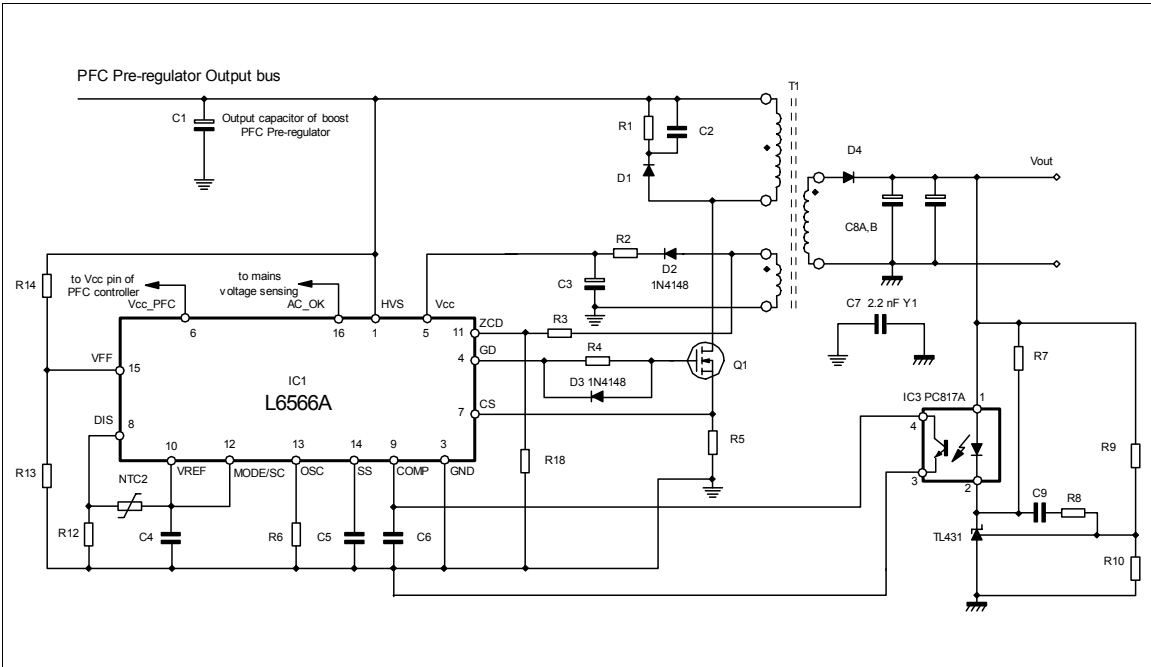 PFC Pre-regulator Output bus
T1
C1
Output capacitor of boost
PFC Pre-regulator
R1
C2
D1
D4
Vout
C8A,B
R2
D2
1N4148
C3
R14
to Vcc pin of
PFC controller
Vcc_PFC
to mains
voltage sensing
AC_OK
HVS
Vcc
6
16
1
5
11
ZCD
R3
C7 2.2 nF Y1
4
GD
R4
Q1
VFF
15
IC1
L6566A
D3 1N4148
R7
DIS
8
7
CS
IC3 PC817A
1
4
10
12
13
14
9
3
VREF
MODE/SC
OSC
SS
COMP
GND
R5
R18
R9
3
2
R13
NTC2
R12
C4
R6
C5
C6
C9
R8
TL431
R10